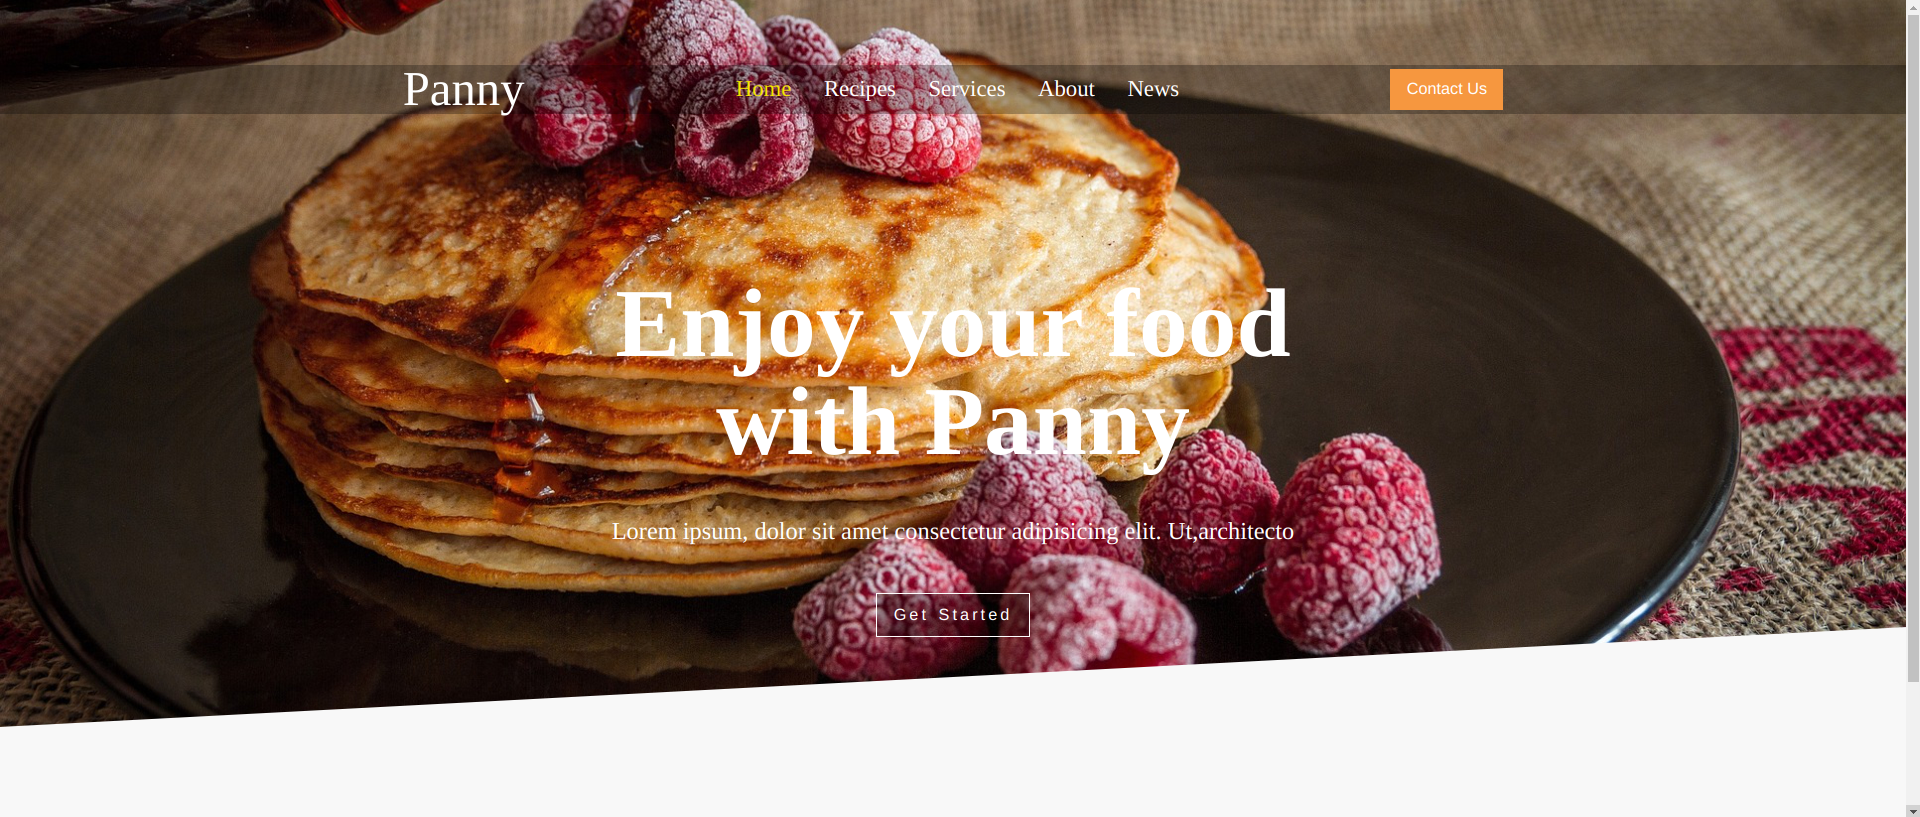 Panny
Home Recipes Services About News
Contact Us
Enjoy your food
with Panny
Lorem ipsum, dolor sit amet consectetur adipisicing elit. Ut,architecto
Get Started